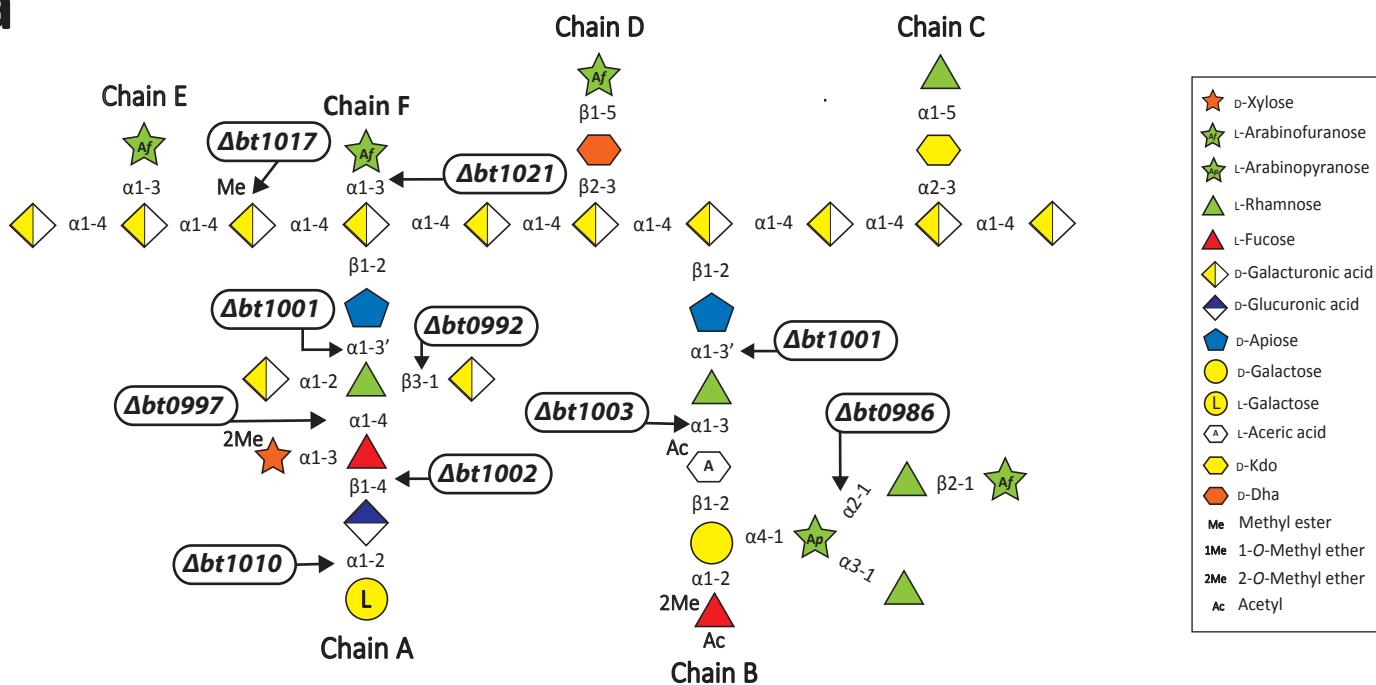 a
Chain D
Chain C
Af
Chain E
Chain F
β1-5
α1-5
Δbt1017
Af
Af
α1-3
Me
α1-3
Δbt1021
β2-3
α2-3
α1-4 α1-4 α1-4 α1-4 α1-4 α1-4 α1-4 α1-4 α1-4
β1-2
β1-2
Δbt1001
Δbt0992
Δbt1001
α1-3’
α1-3’
α1-2
β3-1
Δbt0997
Δbt1003
Δbt0986
α1-4
α1-3
2Me
Ac
α1-3
A
β1-4
Δbt1002
α2-1
β2-1
Af
β1-2
α4-1
Ap
Δbt1010
α1-2
α1-2
α3-1
L
2Me
Ac
Chain A
Chain B
D-Xylose
Af L-Arabinofuranose
Ap L-Arabinopyranose
L-Rhamnose
L-Fucose
D-Galacturonic acid
D-Glucuronic acid
D-Apiose
D-Galactose
L L-Galactose
A L-Aceric acid
D-Kdo
D-Dha
Me Methyl ester
1Me 1-O-Methyl ether
2Me 2-O-Methyl ether
Ac Acetyl